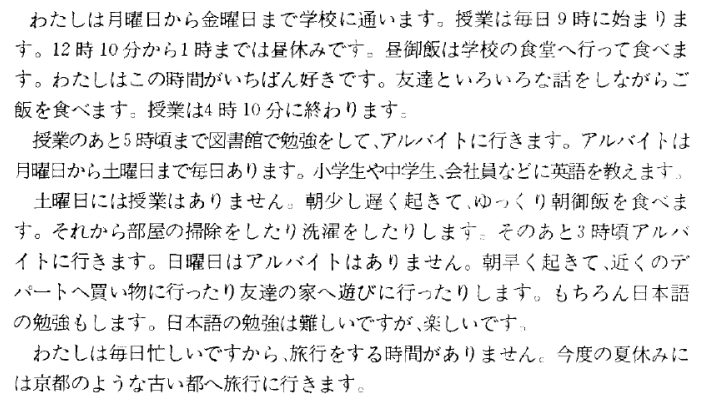 わたしは月曜日から金曜日まで学校に通います。授業は毎日9時に始まりま
す。12時10分から1時までは昼休みです。昼御飯は学校の食堂へ行って食べま
す。わたしはこの時間がいちばん好きです。友達といろいろな話をしながらご
飯を食べます。授業は4時10分に終わります。
授業のあと5時頃まで図書館で勉強をして、アルバイトに行きます。アルバイトは
月曜日から土曜日まで毎日あります。小学生や中学生、会社員などに英語を教えます。
土曜日には授業はありません。朝少し遅く起きて、ゆっくり朝御飯を食べま
す。それから部屋の掃除をしたり洗濯をしたりします。そのあと3時頃アルバ
イトに行きます。日曜日はアルバイトはありません。朝早く起きて、近くのデ
パートへ買い物に行ったり友達の家へ遊びに行ったりします。もちろん日本語
の勉強もします。日本語の勉強は難しいですが、楽しいです。
わたしは毎日忙しいですから、旅行をする時間がありません。今度の夏休みに
は京都のような古い都へ旅行に行きます。